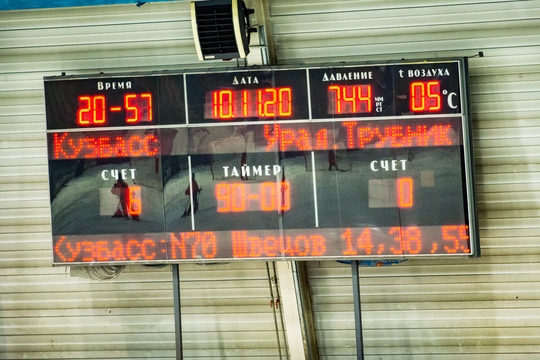 ВРЕМЯ ДАТА ДАВЛЕНИЕ t ВОЗДУХА
20-57 10.11.20 744 ММ РТ СТ 05 °C
Кузбасс Урал.Трубник
СЧЕТ ТАЙМЕР СЧЕТ
90-00 0
Кузбасс:N70 Швецов 14,38,55